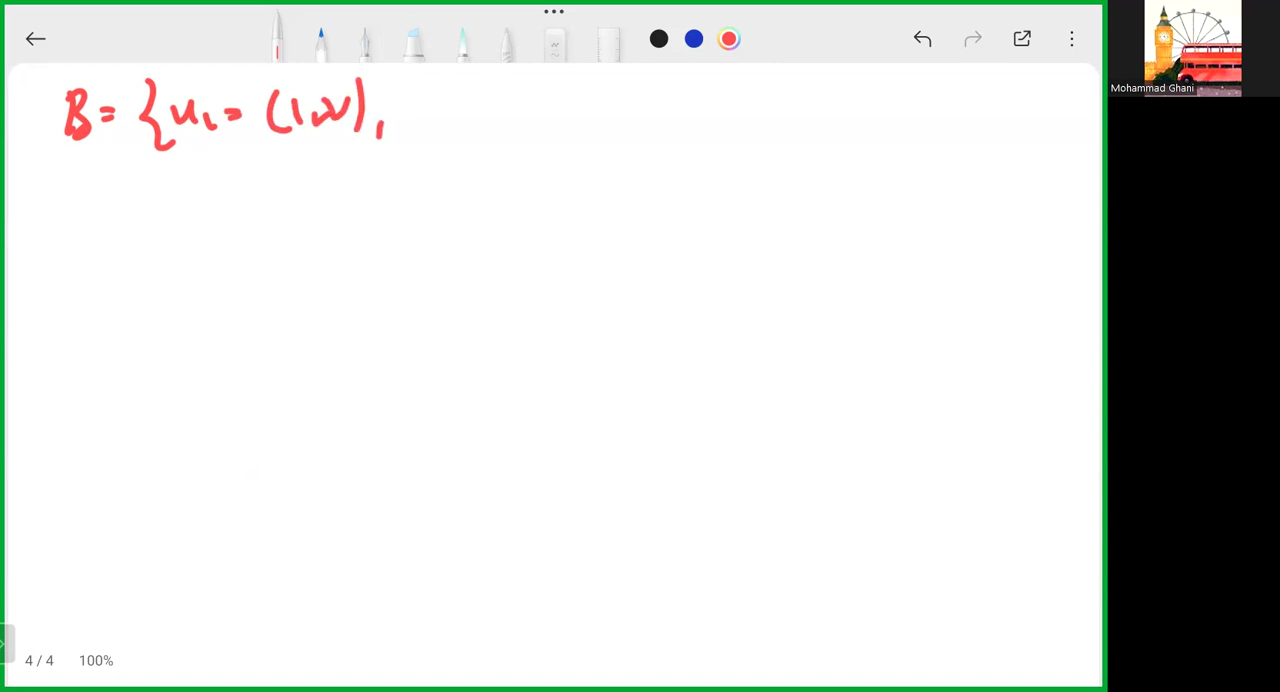 B = { u₁ = (1,2),
Mohammad Ghani
4 / 4 100%